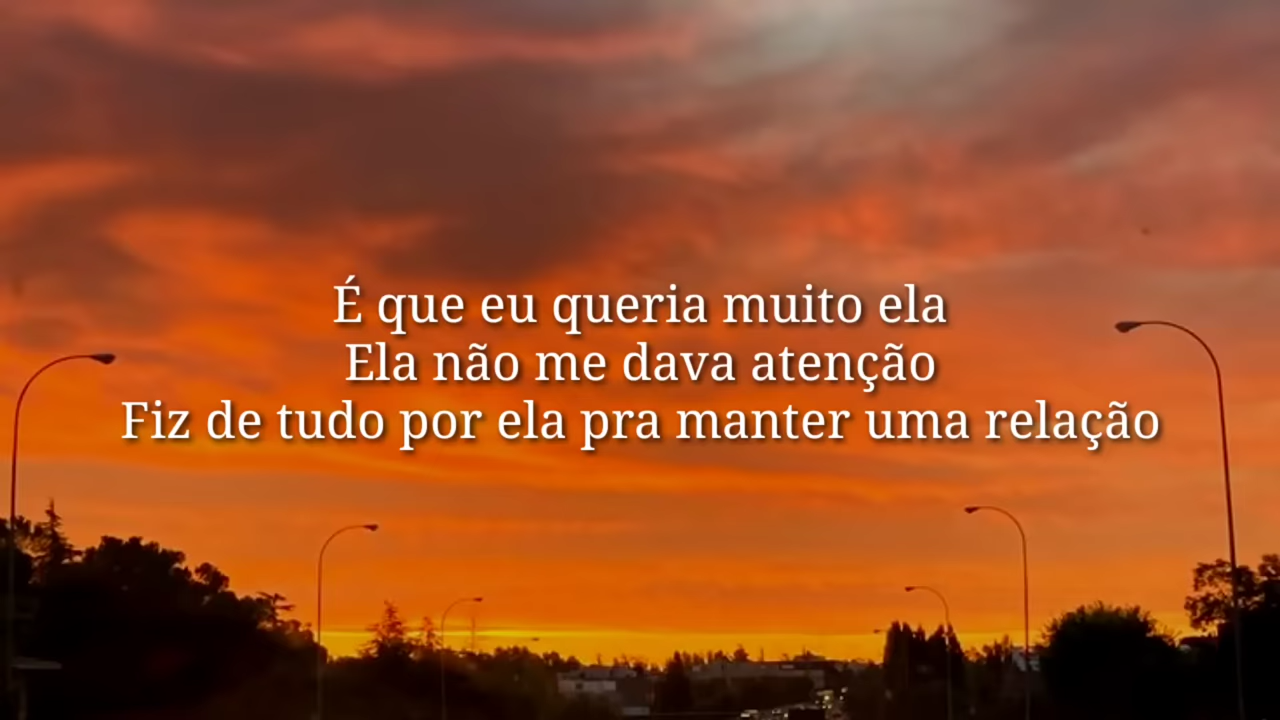 É que eu queria muito ela
Ela não me dava atenção
Fiz de tudo por ela pra manter uma relação